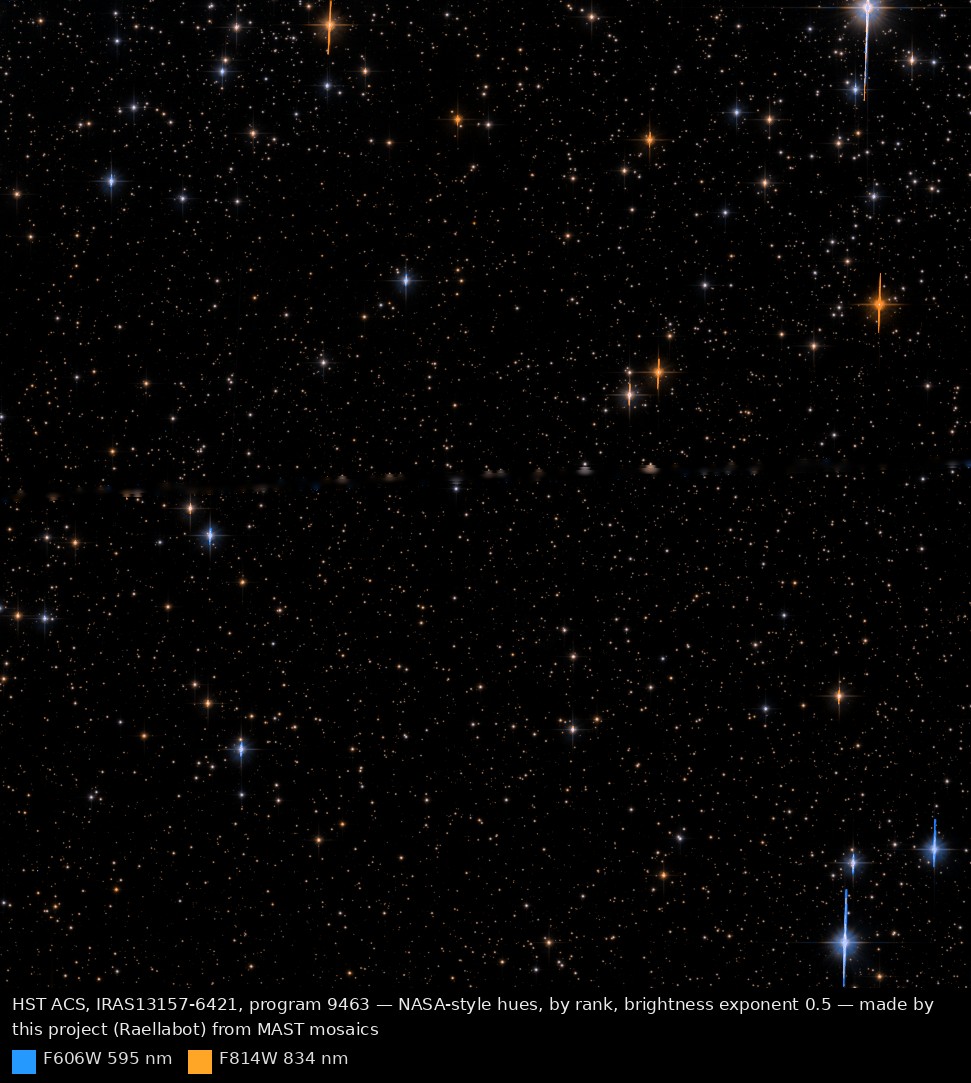 HST ACS, IRAS13157-6421, program 9463 — NASA-style hues, by rank, brightness exponent 0.5 — made by
this project (Raellabot) from MAST mosaics
F606W 595 nm F814W 834 nm